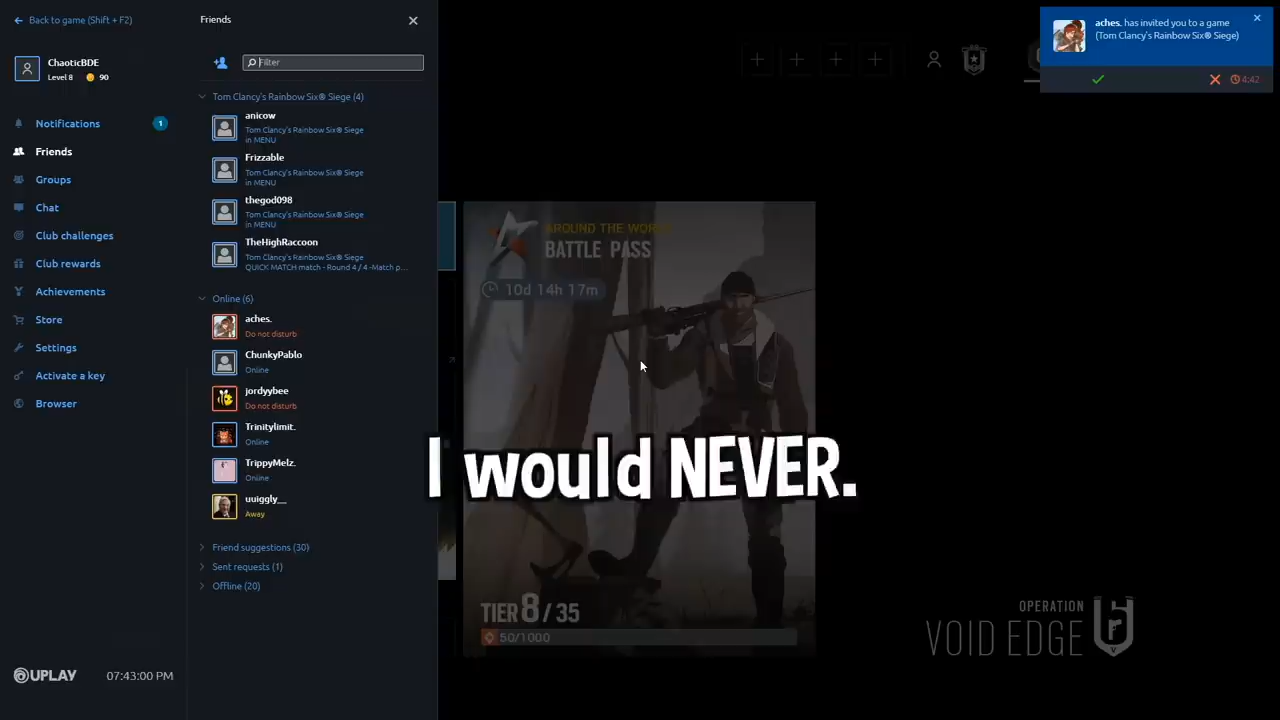 Back to game (Shift + F2)
ChaoticBDE
Level 8 90
Notifications 1
Friends
Groups
Chat
Club challenges
Club rewards
Achievements
Store
Settings
Activate a key
Browser
UPLAY 07:43:00 PM
Friends
Filter
Tom Clancy's Rainbow Six® Siege (4)
anicow
Tom Clancy's Rainbow Six® Siege
in MENU
Frizzable
Tom Clancy's Rainbow Six® Siege
in MENU
thegod098
Tom Clancy's Rainbow Six® Siege
in MENU
TheHighRaccoon
Tom Clancy's Rainbow Six® Siege
QUICK MATCH match - Round 4 / 4 -Match p...
Online (6)
aches.
Do not disturb
ChunkyPablo
Online
jordyybee
Do not disturb
Trinitylimit.
Online
TrippyMelz.
Online
uuiggly__
Away
Friend suggestions (30)
Sent requests (1)
Offline (20)
AROUND THE WOR
BATTLE PASS
10d 14h 17m
I would NEVER.
TIER 8 / 35
50/1000
aches. has invited you to a game
(Tom Clancy's Rainbow Six® Siege)
4:42
OPERATION
VOID EDGE